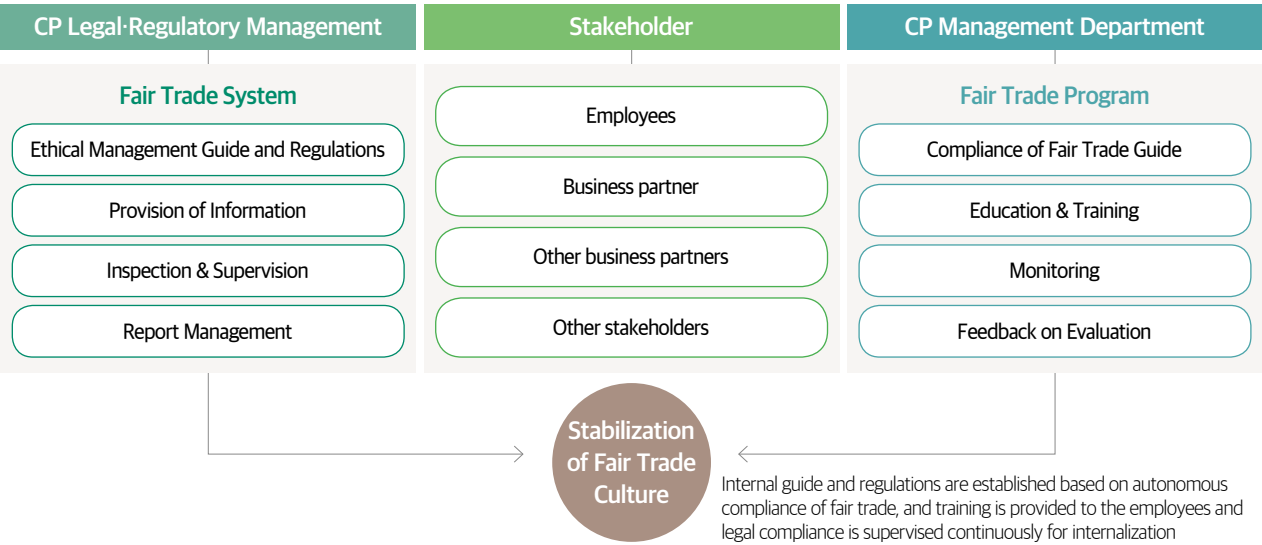 CP Legal·Regulatory Management
Fair Trade System
Ethical Management Guide and Regulations
Provision of Information
Inspection & Supervision
Report Management
Stakeholder
Employees
Business partner
Other business partners
Other stakeholders
CP Management Department
Fair Trade Program
Compliance of Fair Trade Guide
Education & Training
Monitoring
Feedback on Evaluation
Stabilization
of Fair Trade
Culture
Internal guide and regulations are established based on autonomous
compliance of fair trade, and training is provided to the employees and
legal compliance is supervised continuously for internalization